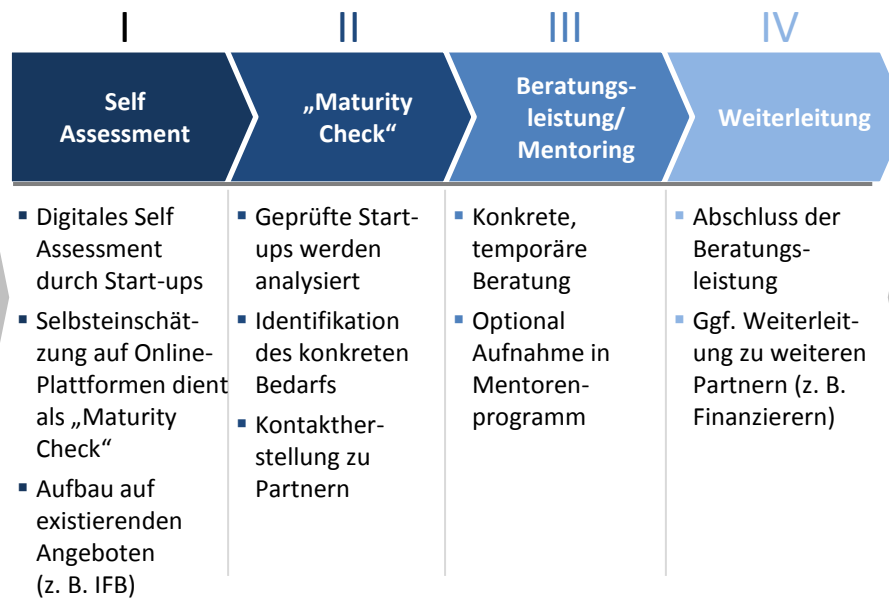 I
II
III
IV
Self
Assessment
„Maturity
Check“
Beratungs-
leistung/
Mentoring
Weiterleitung
▪ Digitales Self
Assessment
durch Start-ups
▪ Selbsteinschät-
zung auf Online-
Plattformen dient
als „Maturity
Check“
▪ Aufbau auf
existierenden
Angeboten
(z. B. IFB)
▪ Geprüfte Start-
ups werden
analysiert
▪ Identifikation
des konkreten
Bedarfs
▪ Kontakther-
stellung zu
Partnern
▪ Konkrete,
temporäre
Beratung
▪ Optional
Aufnahme in
Mentoren-
programm
▪ Abschluss der
Beratungs-
leistung
▪ Ggf. Weiterleit-
ung zu weiteren
Partnern (z. B.
Finanzierern)